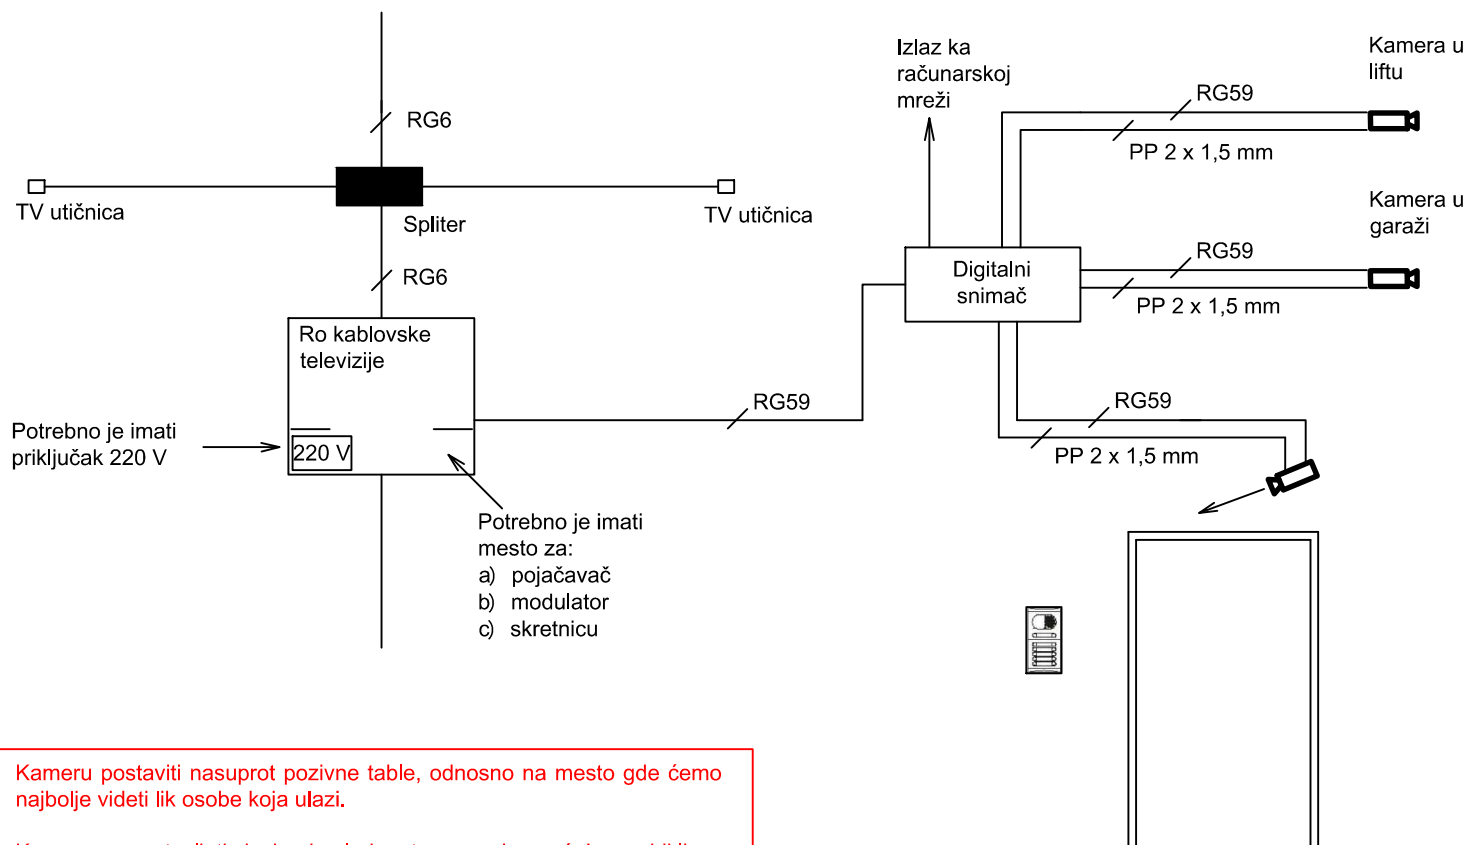 Izlaz ka
računarskoj
mreži
Kamera u
liftu
RG59
PP 2 x 1,5 mm
RG6
TV utičnica
Spliter
TV utičnica
RG6
Kamera u
garaži
RG59
PP 2 x 1,5 mm
Digitalni
snimač
Ro kablovske
televizije
220 V
Potrebno je imati
priključak 220 V
RG59
RG59
PP 2 x 1,5 mm
Potrebno je imati
mesto za:
a) pojačavač
b) modulator
c) skretnicu
Kameru postaviti nasuprot pozivne table, odnosno na mesto gde ćemo
najbolje videti lik osobe koja ulazi.